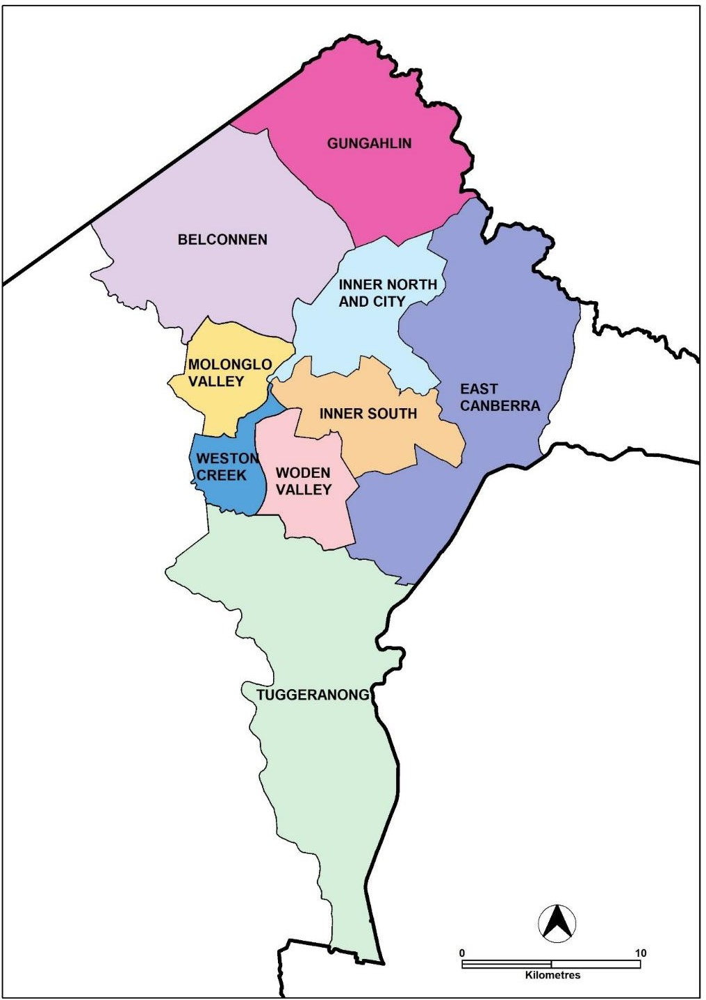 GUNGAHLIN
BELCONNEN
INNER NORTH
AND CITY
MOLONGLO
VALLEY
EAST
CANBERRA
INNER SOUTH
WESTON
CREEK
WODEN
VALLEY
TUGGERANONG
0 10
Kilometres